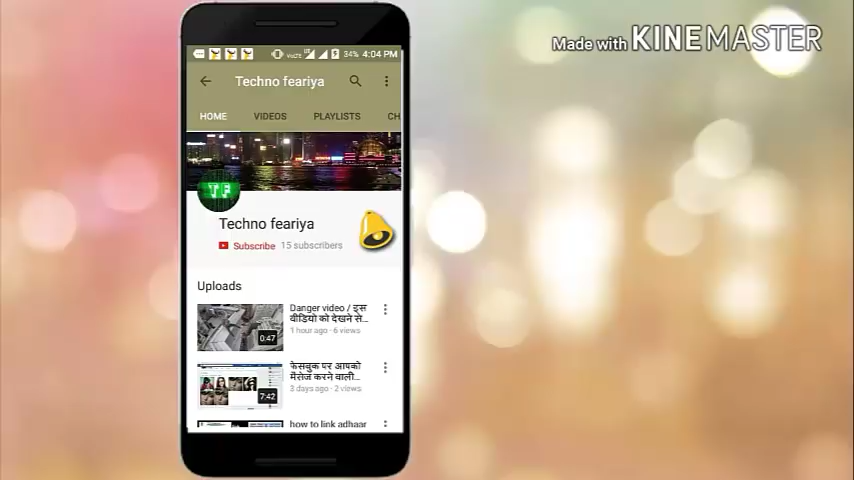 VoLTE 34% 4:04 PM
Made with KINEMASTER
Techno feariya
HOME VIDEOS PLAYLISTS CH
TF
Techno feariya
Subscribe 15 subscribers
Uploads
Danger video / इस
वीडियो को देखने से...
1 hour ago · 6 views
0:47
फेसबुक पर आपको
मैसेज करने वाली...
3 days ago · 2 views
7:42
how to link adhaar